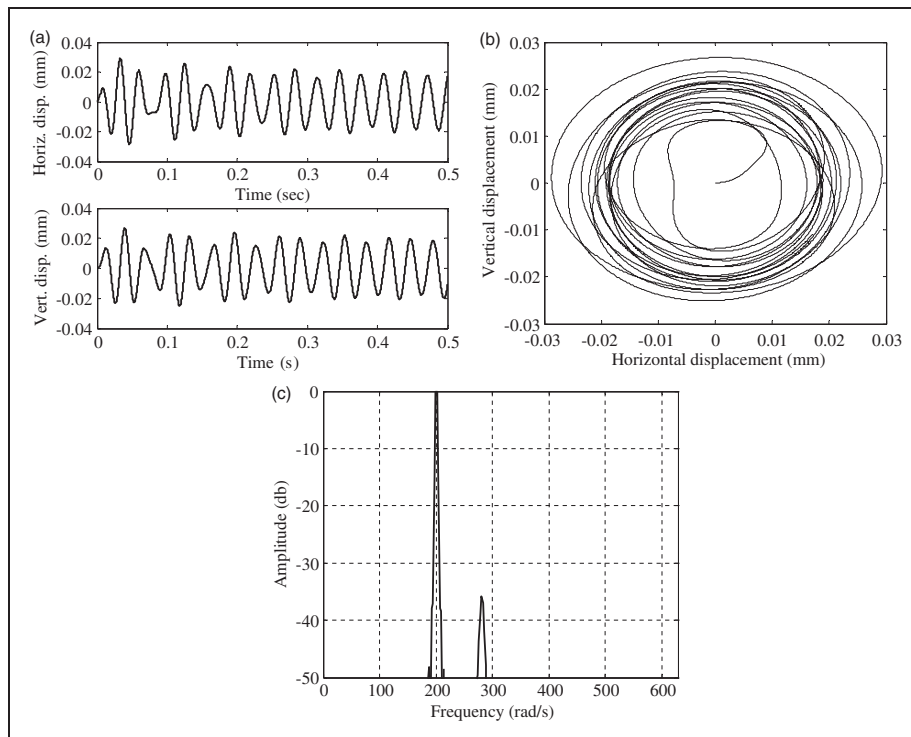 (a)
0.04
0.02
0
-0.02
-0.04
Horiz. disp. (mm)
0 0.1 0.2 0.3 0.4 0.5
Time (sec)
0.04
0.02
0
-0.02
-0.04
Vert. disp. (mm)
0 0.1 0.2 0.3 0.4 0.5
Time (s)
(b)
0.03
0.02
0.01
0
-0.01
-0.02
-0.03
Vertical displacement (mm)
-0.03 -0.02 -0.01 0 0.01 0.02 0.03
Horizontal displacement (mm)
(c)
0
-10
-20
-30
-40
-50
Amplitude (db)
0 100 200 300 400 500 600
Frequency (rad/s)